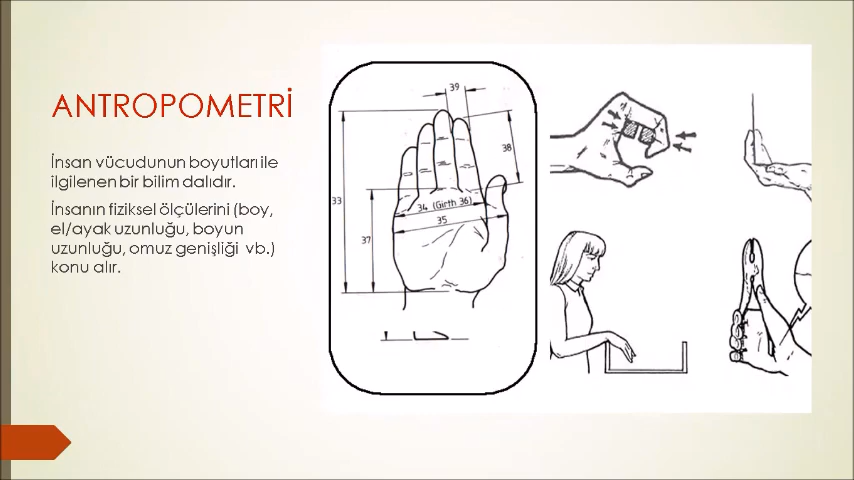 ANTROPOMETRİ
İnsan vücudunun boyutları ile
ilgilenen bir bilim dalıdır.
İnsanın fiziksel ölçülerini (boy,
el/ayak uzunluğu, boyun
uzunluğu, omuz genişliği vb.)
konu alır.
39
38
33
34 (Girth 36)
35
37